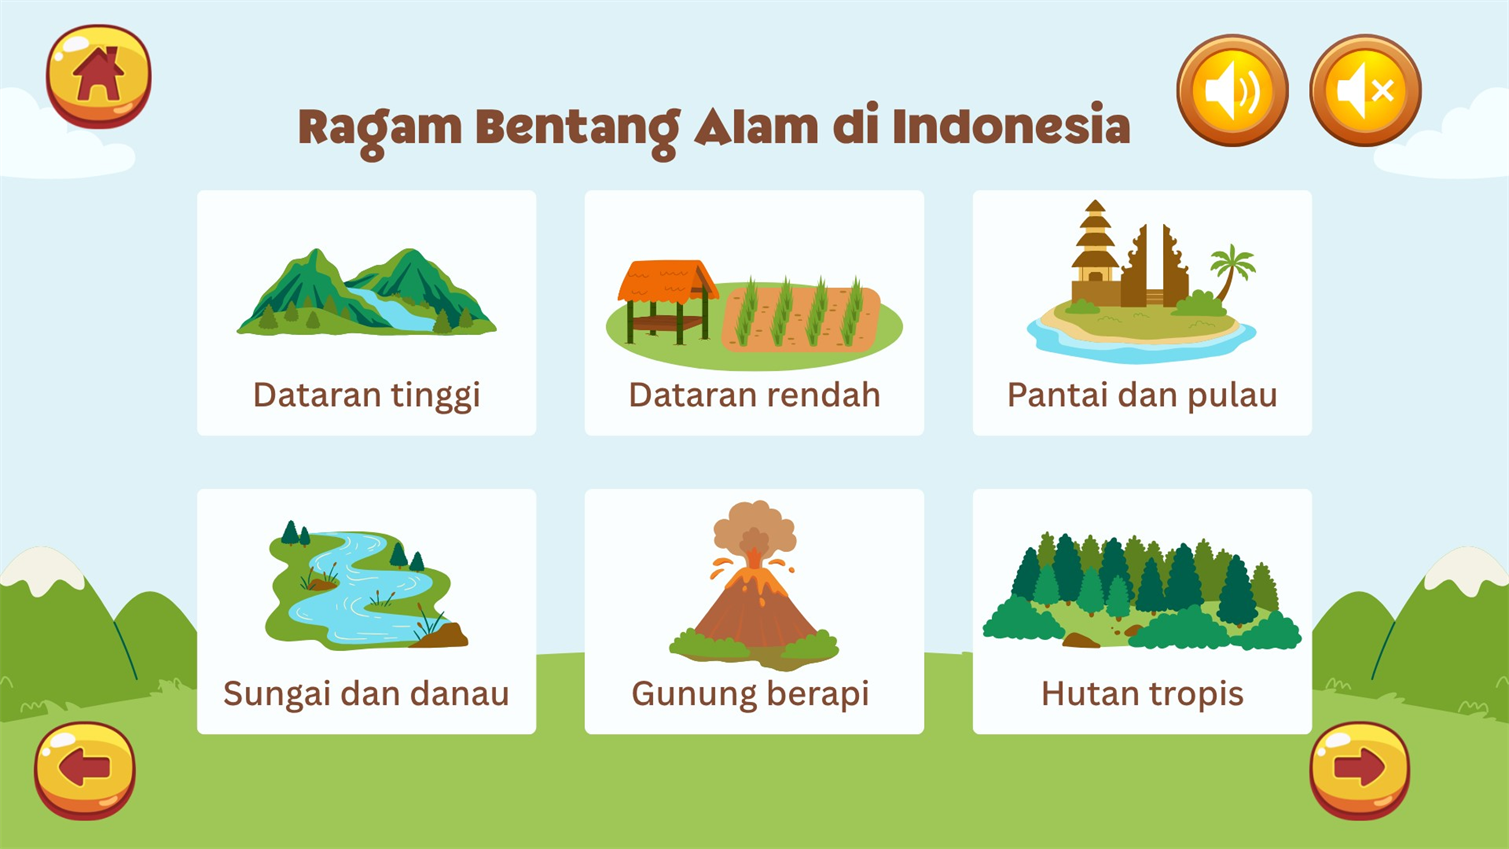 Ragam Bentang Alam di Indonesia
Dataran tinggi
Dataran rendah
Pantai dan pulau
Sungai dan danau
Gunung berapi
Hutan tropis